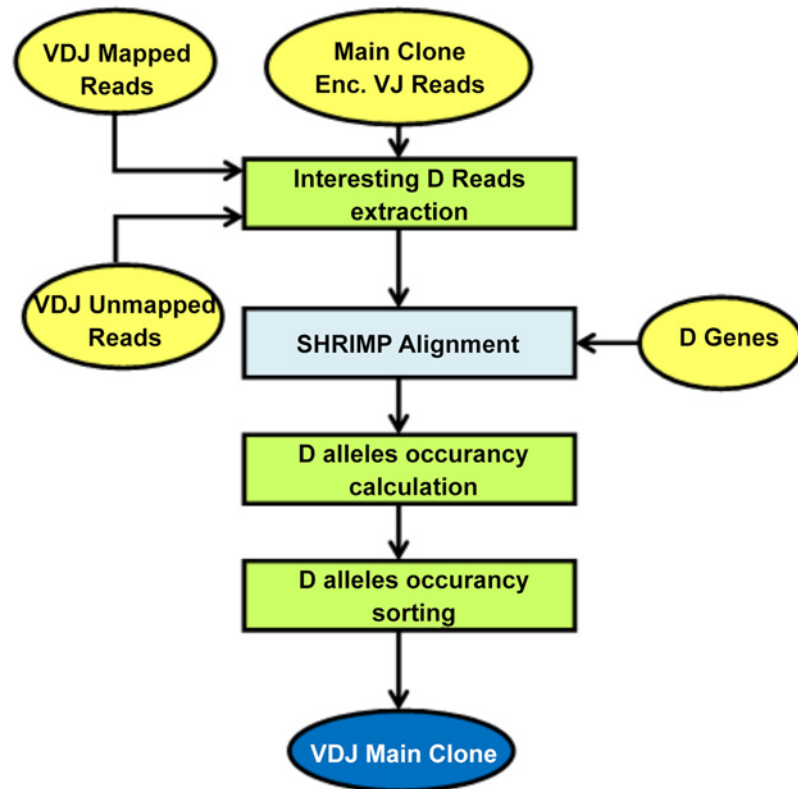 VDJ Mapped
Reads
Main Clone
Enc. VJ Reads
Interesting D Reads
extraction
VDJ Unmapped
Reads
SHRIMP Alignment
D Genes
D alleles occurancy
calculation
D alleles occurancy
sorting
VDJ Main Clone